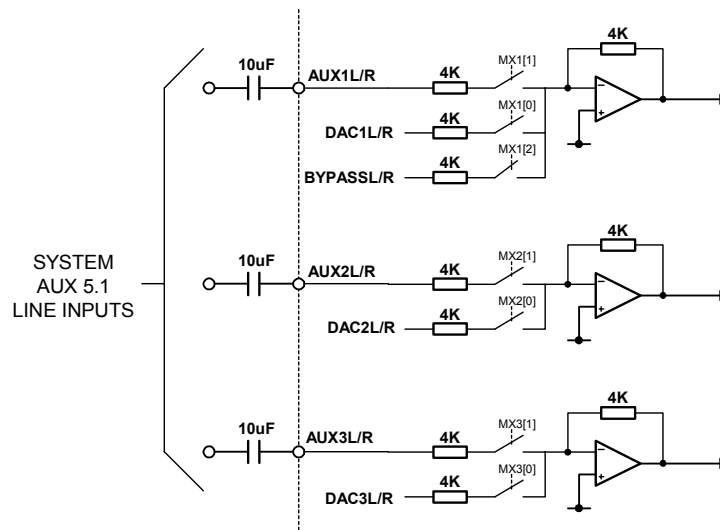 10uF
AUX1L/R
4K
MX1[1]
4K
DAC1L/R
4K
MX1[0]
BYPASSL/R
4K
MX1[2]
SYSTEM
AUX 5.1
LINE INPUTS
10uF
AUX2L/R
4K
MX2[1]
4K
DAC2L/R
4K
MX2[0]
10uF
AUX3L/R
4K
MX3[1]
4K
DAC3L/R
4K
MX3[0]